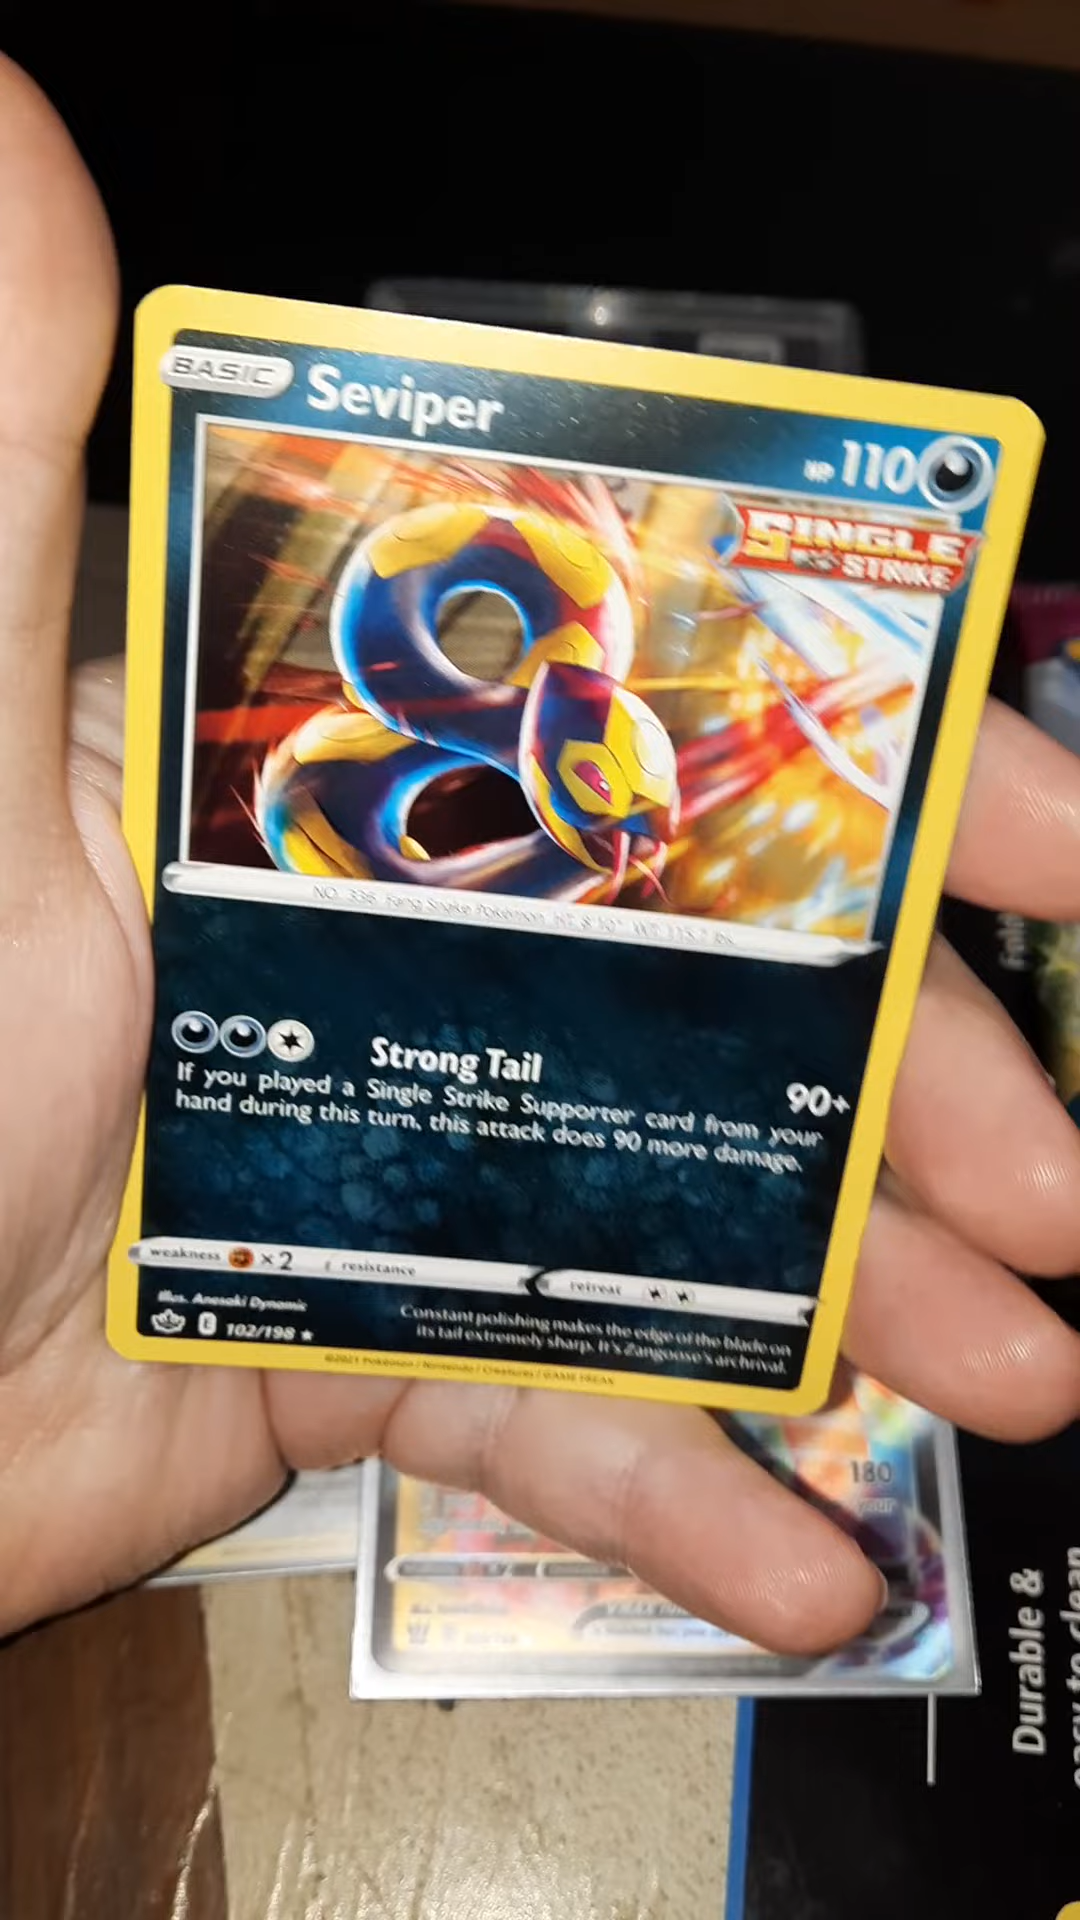 BASIC Seviper
HP 110
SINGLE
STRIKE
NO. 336 Fang Snake Pokémon HT: 8'10" WT: 115.7 lbs.
Strong Tail 90+
If you played a Single Strike Supporter card from your
hand during this turn, this attack does 90 more damage.
weakness ×2 resistance retreat
Illus. Anesaki Dynamic
E 102/198 ★
Constant polishing makes the edge of the blade on
its tail extremely sharp. It's Zangoose's archrival.
©2021 Pokémon / Nintendo / Creatures / GAME FREAK
180
your
×2
Durable &
easy to clean